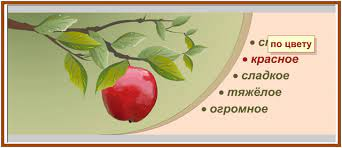 по цвету
• красное
• сладкое
• тяжёлое
• огромное